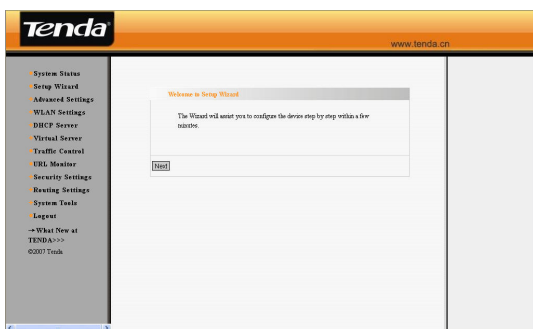 Tenda
www.tenda.cn
System Status
Setup Wizard
Advanced Settings
WLAN Settings
DHCP Server
Virtual Server
Traffic Control
URL Monitor
Security Settings
Routing Settings
System Tools
Logout
→What New at
TENDA>>>
©2007 Tenda
Welcome to Setup Wizard
The Wizard will assist you to configure the device step by step within a few
minutes.
Next